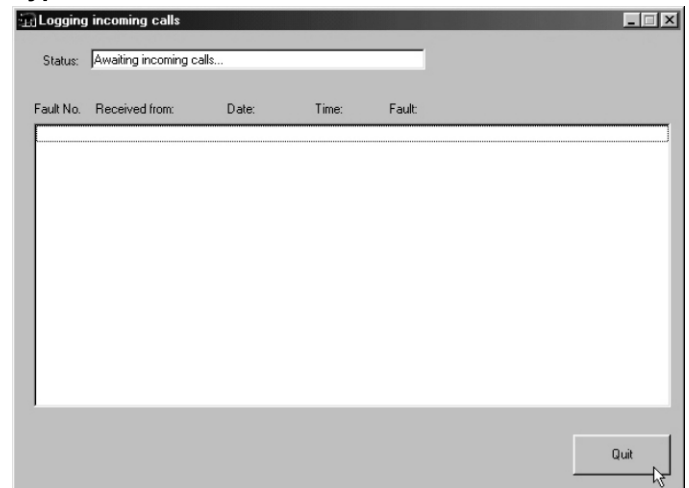 Logging incoming calls
Status: Awaiting incoming calls...
Fault No. Received from: Date: Time: Fault:
Quit